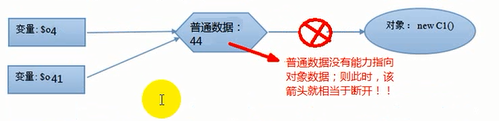 变量: $o4
普通数据：
44
对象： new C1()
变量: $o41
普通数据没有能力指向
对象数据；则此时，该
箭头就相当于断开！！